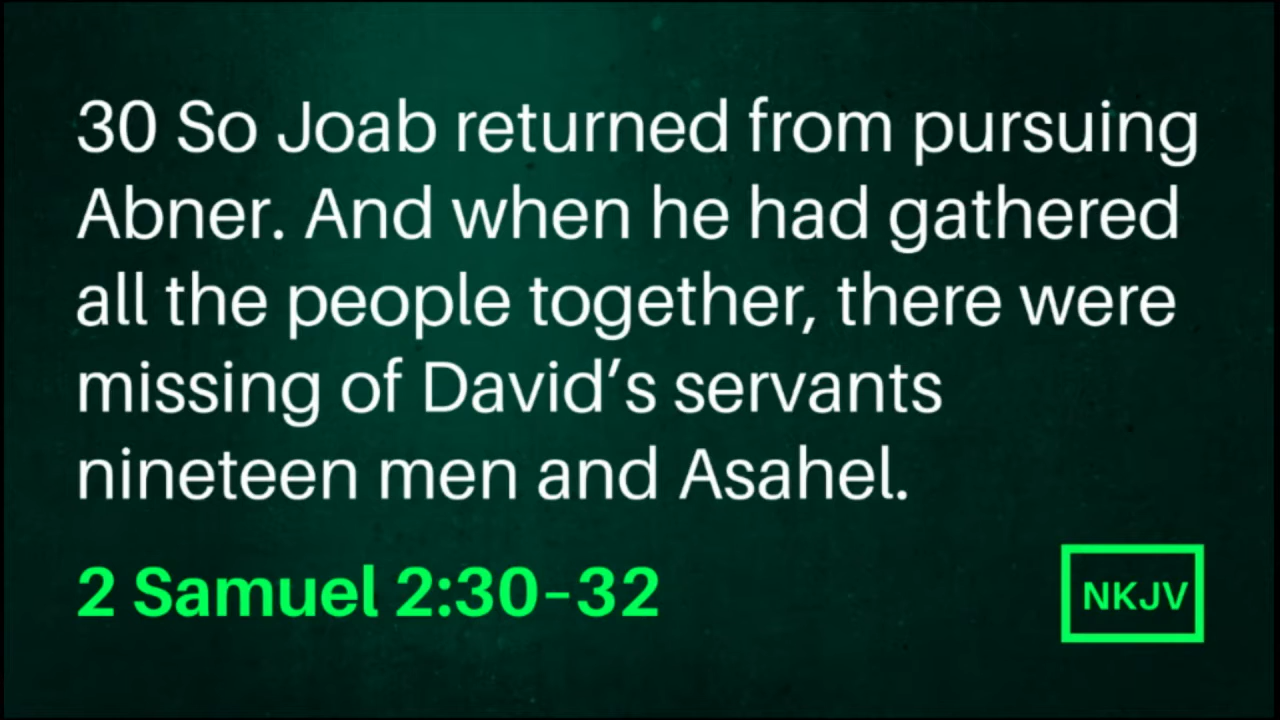 30 So Joab returned from pursuing
Abner. And when he had gathered
all the people together, there were
missing of David’s servants
nineteen men and Asahel.
2 Samuel 2:30–32
NKJV